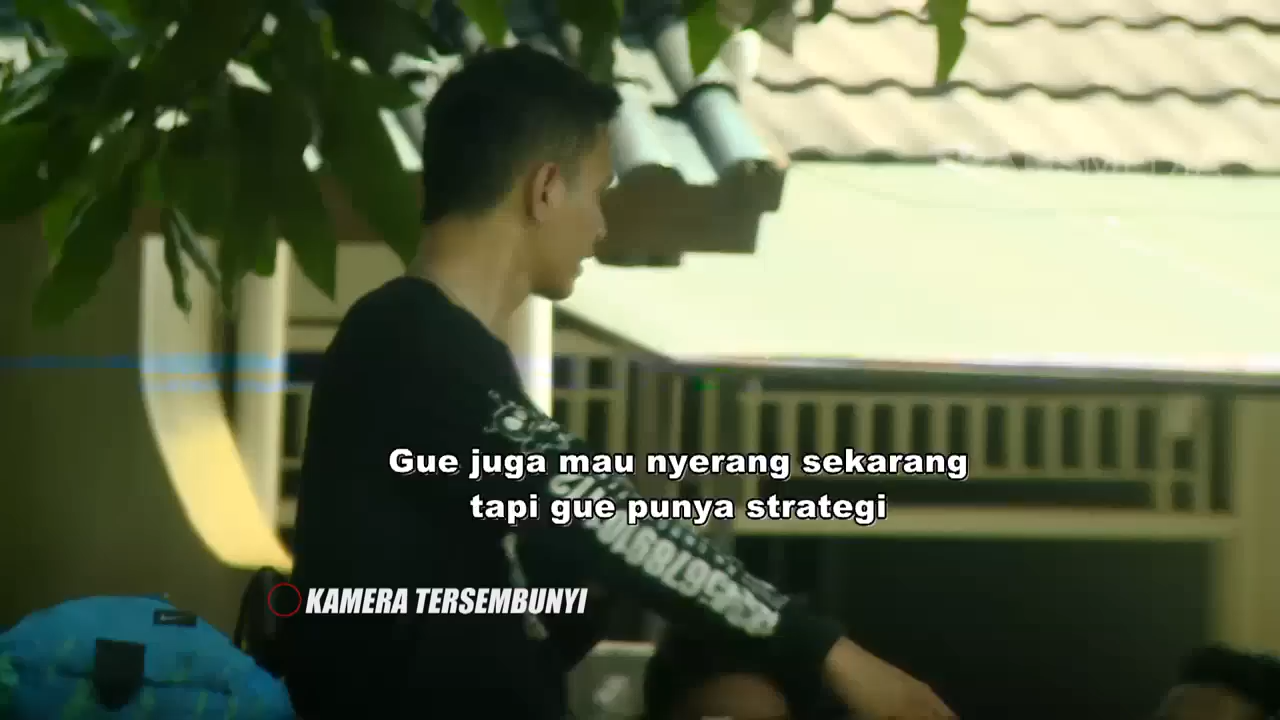 Gue juga mau nyerang sekarang
tapi gue punya strategi
KAMERA TERSEMBUNYI